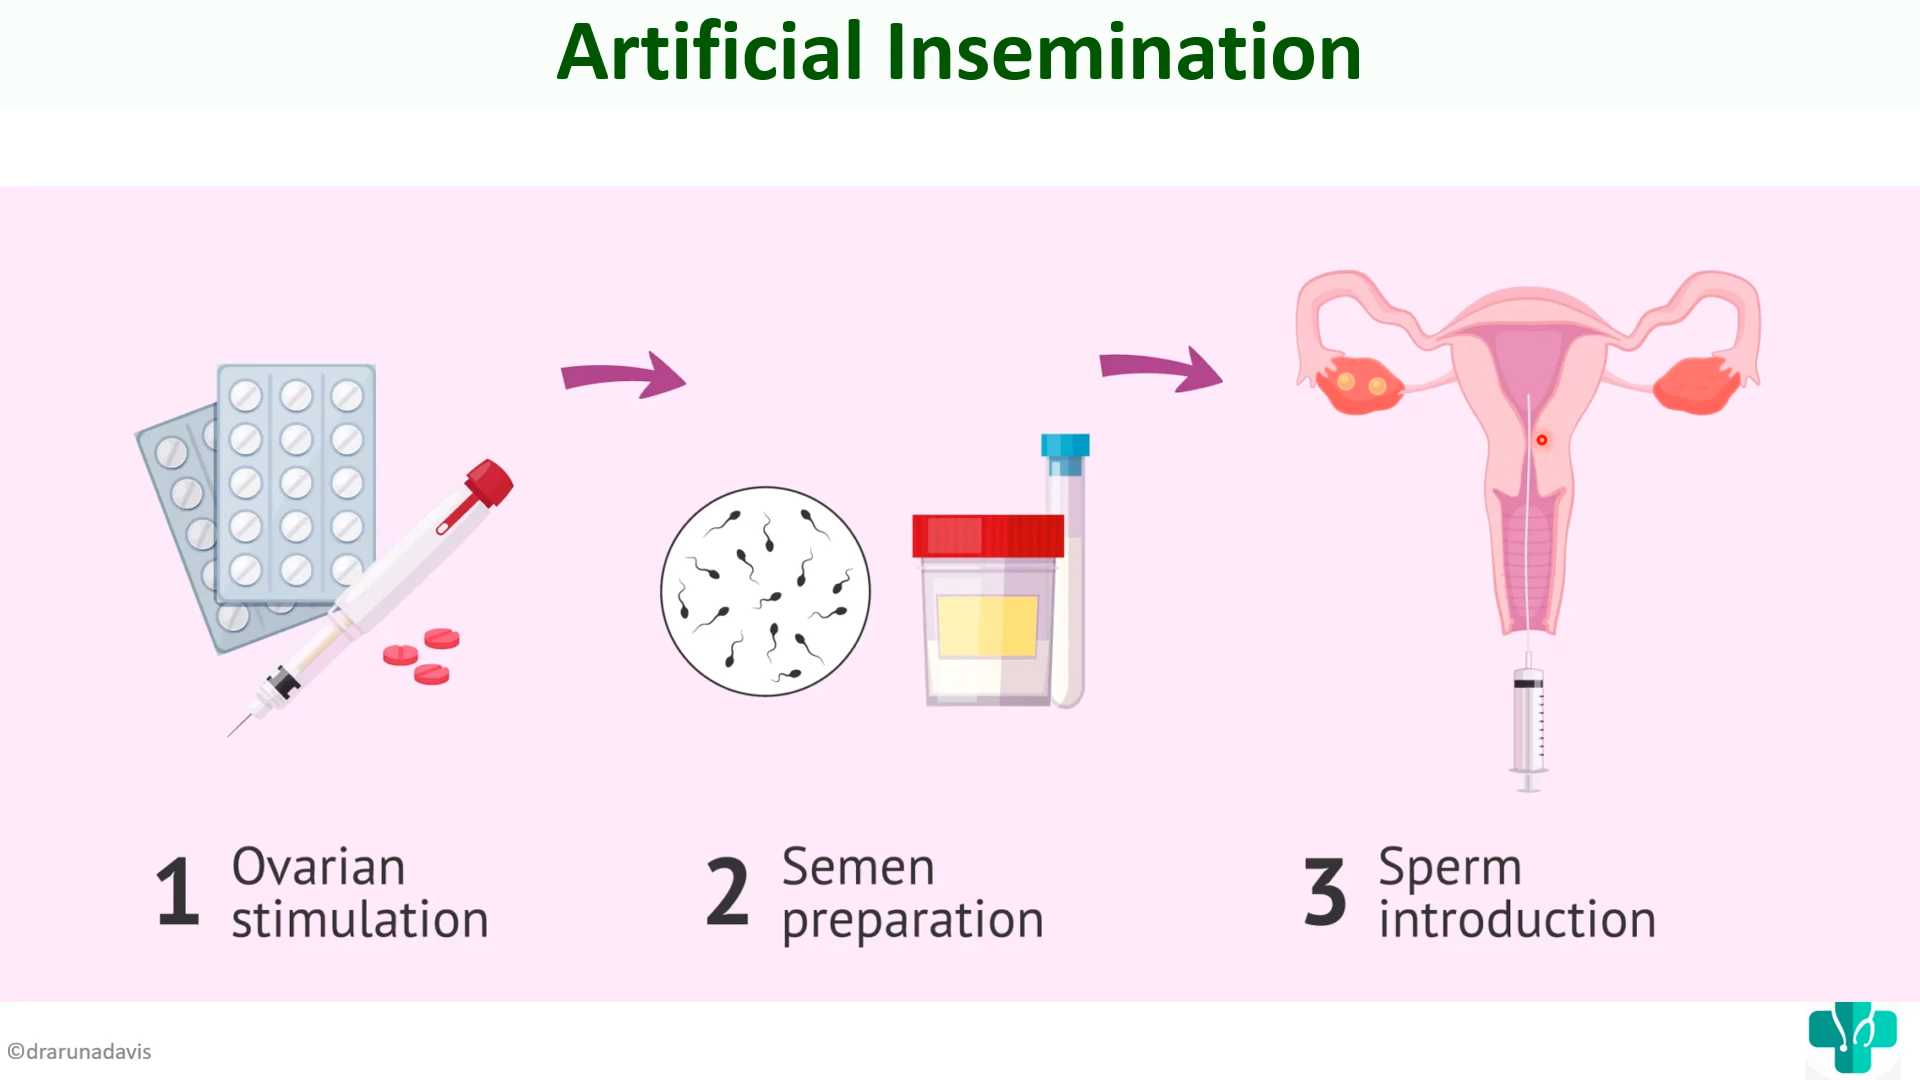 Artificial Insemination
1 Ovarian
stimulation
2 Semen
preparation
3 Sperm
introduction
©drarunadavis